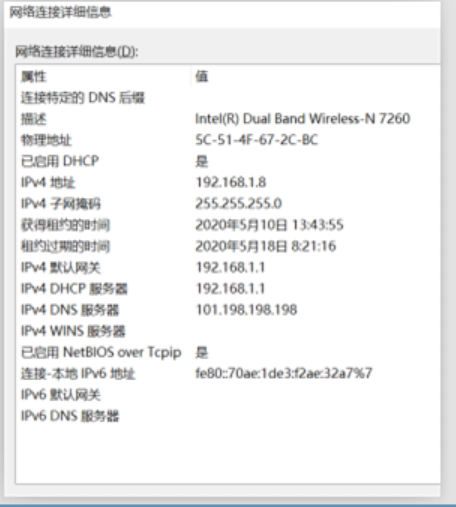 网络连接详细信息
网络连接详细信息(D):
属性 值
连接特定的 DNS 后缀
描述 Intel(R) Dual Band Wireless-N 7260
物理地址 5C-51-4F-67-2C-BC
已启用 DHCP 是
IPv4 地址 192.168.1.8
IPv4 子网掩码 255.255.255.0
获得租约的时间 2020年5月10日 13:43:55
租约过期的时间 2020年5月18日 8:21:16
IPv4 默认网关 192.168.1.1
IPv4 DHCP 服务器 192.168.1.1
IPv4 DNS 服务器 101.198.198.198
IPv4 WINS 服务器
已启用 NetBIOS over Tcpip 是
连接-本地 IPv6 地址 fe80::70ae:1de3:f2ae:32a7%7
IPv6 默认网关
IPv6 DNS 服务器